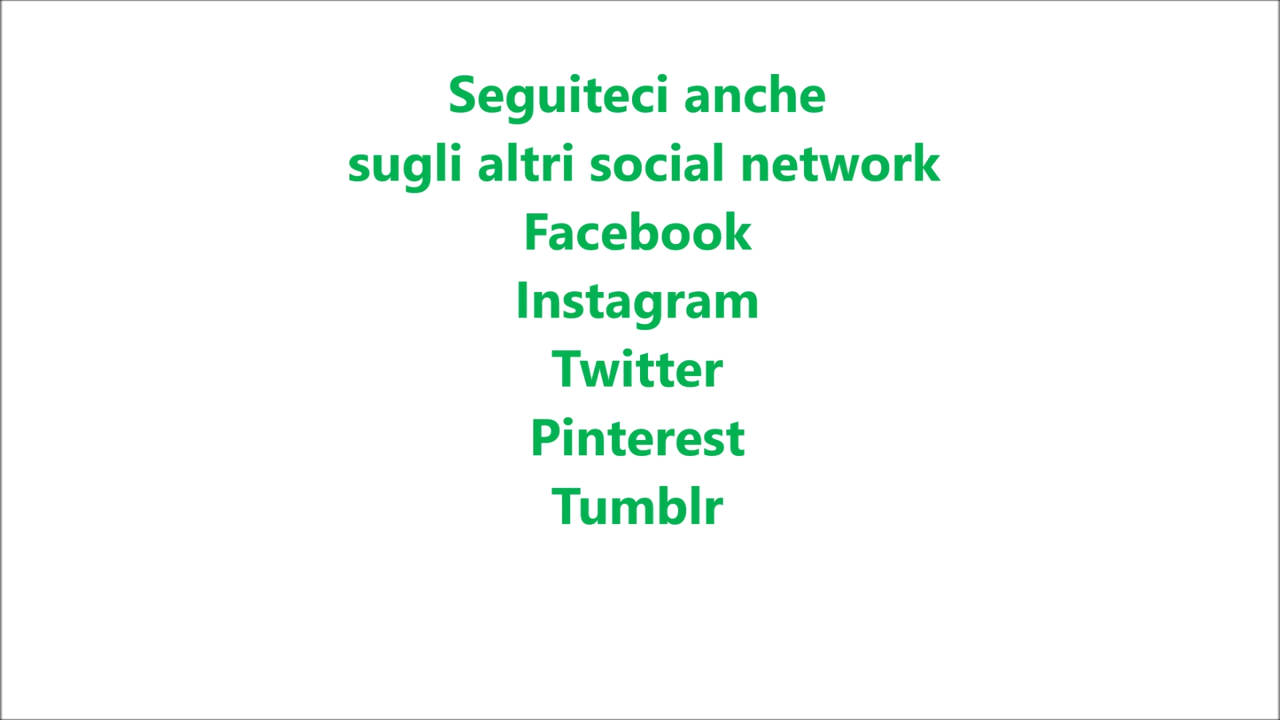 Seguiteci anche
sugli altri social network
Facebook
Instagram
Twitter
Pinterest
Tumblr